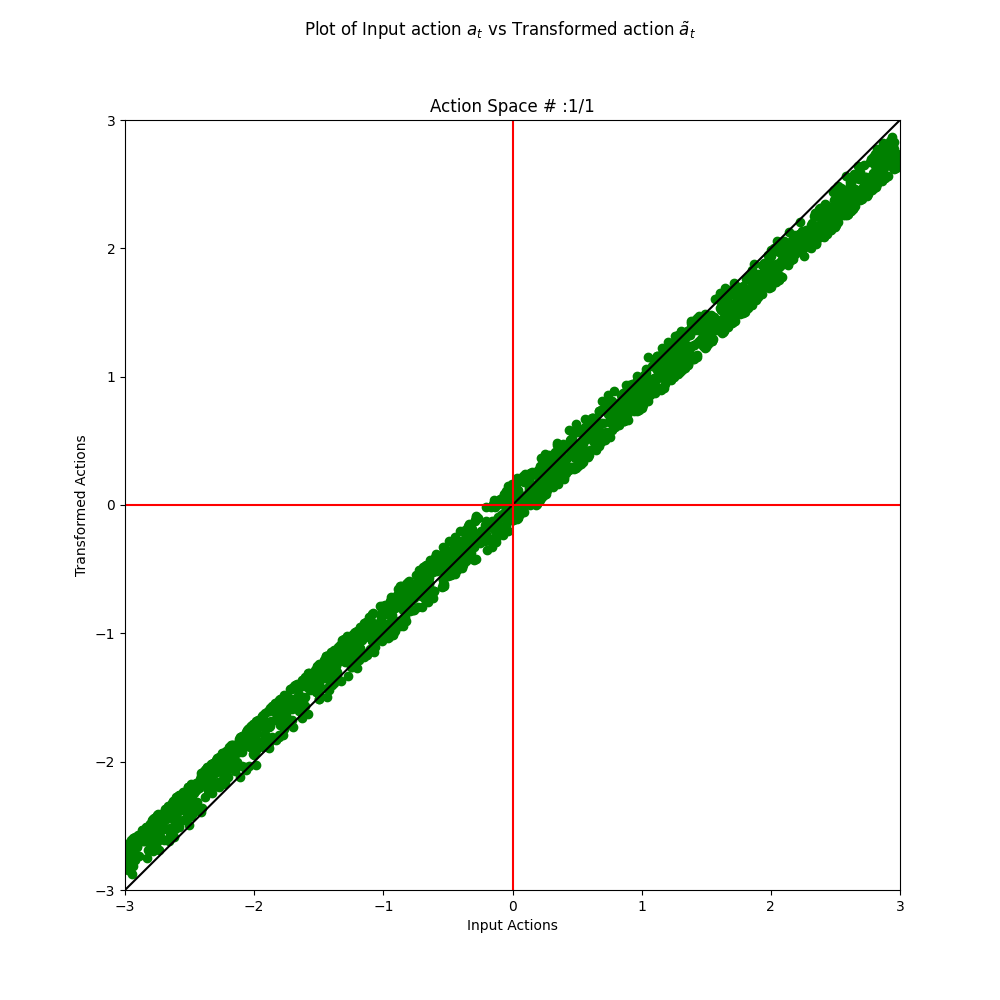 Plot of Input action $a_t$ vs Transformed action $\tilde{a}_t$
Action Space # :1/1
3
2
1
0
−1
−2
−3
Transformed Actions
−3 −2 −1 0 1 2 3
Input Actions